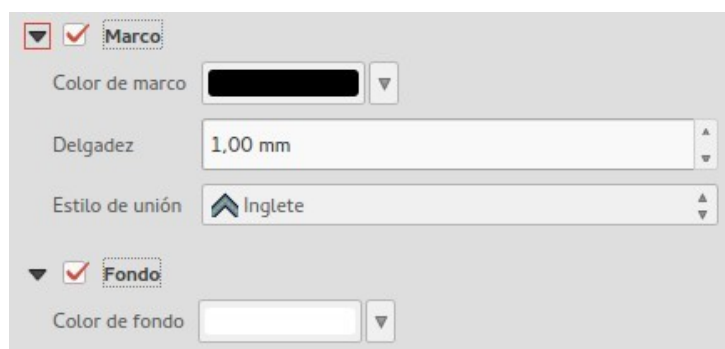 Marco
Color de marco
Delgadez 1,00 mm
Estilo de unión Inglete
Fondo
Color de fondo